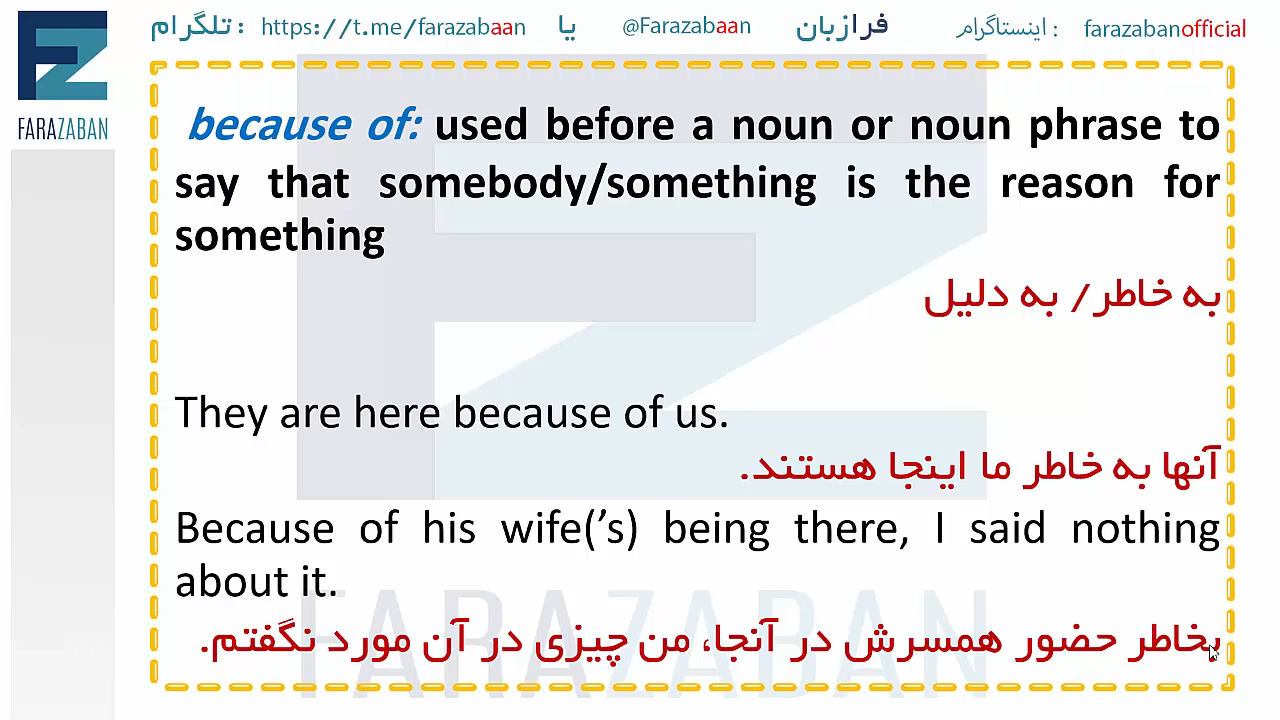 تلگرام : https://t.me/farazabaan یا @Farazabaan فرازبان اینستاگرام : farazabanofficial
FZ
FARAZABAN
because of: used before a noun or noun phrase to
say that somebody/something is the reason for
something
به خاطر/ به دلیل
They are here because of us.
آنها به خاطر ما اینجا هستند.
Because of his wife(’s) being there, I said nothing
about it.
بخاطر حضور همسرش در آنجا، من چیزی در آن مورد نگفتم.
FARAZABAN